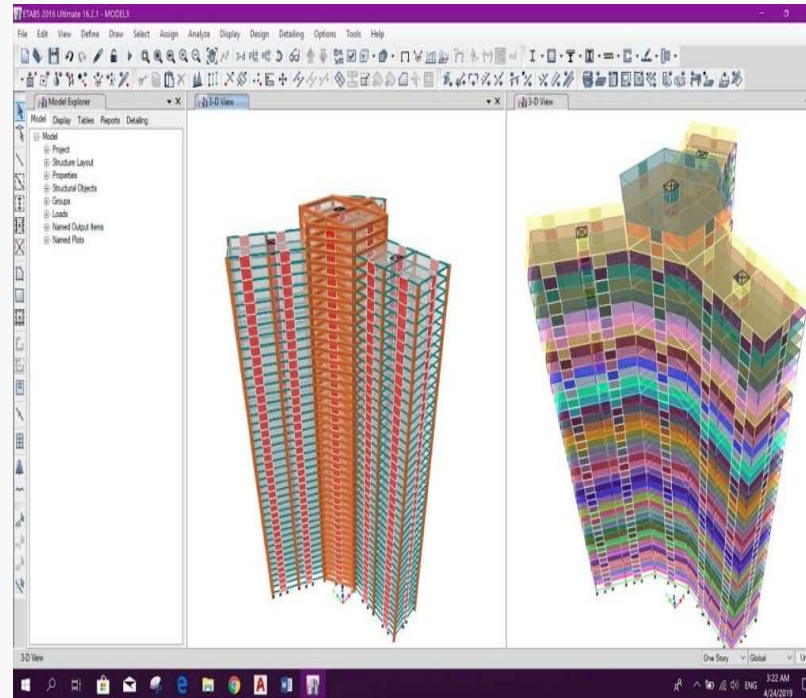 ETABS 2016 Ultimate 16.2.1 - MODEL3
File Edit View Define Draw Select Assign Analyze Display Design Detailing Options Tools Help
Model Explorer
3-D View
3-D View
Model Display Tables Reports Detailing
Model
Project
Structure Layout
Properties
Structural Objects
Groups
Loads
Named Output Items
Named Plots
3-D View
One Story
Global
ENG
3:22 AM
4/24/2019